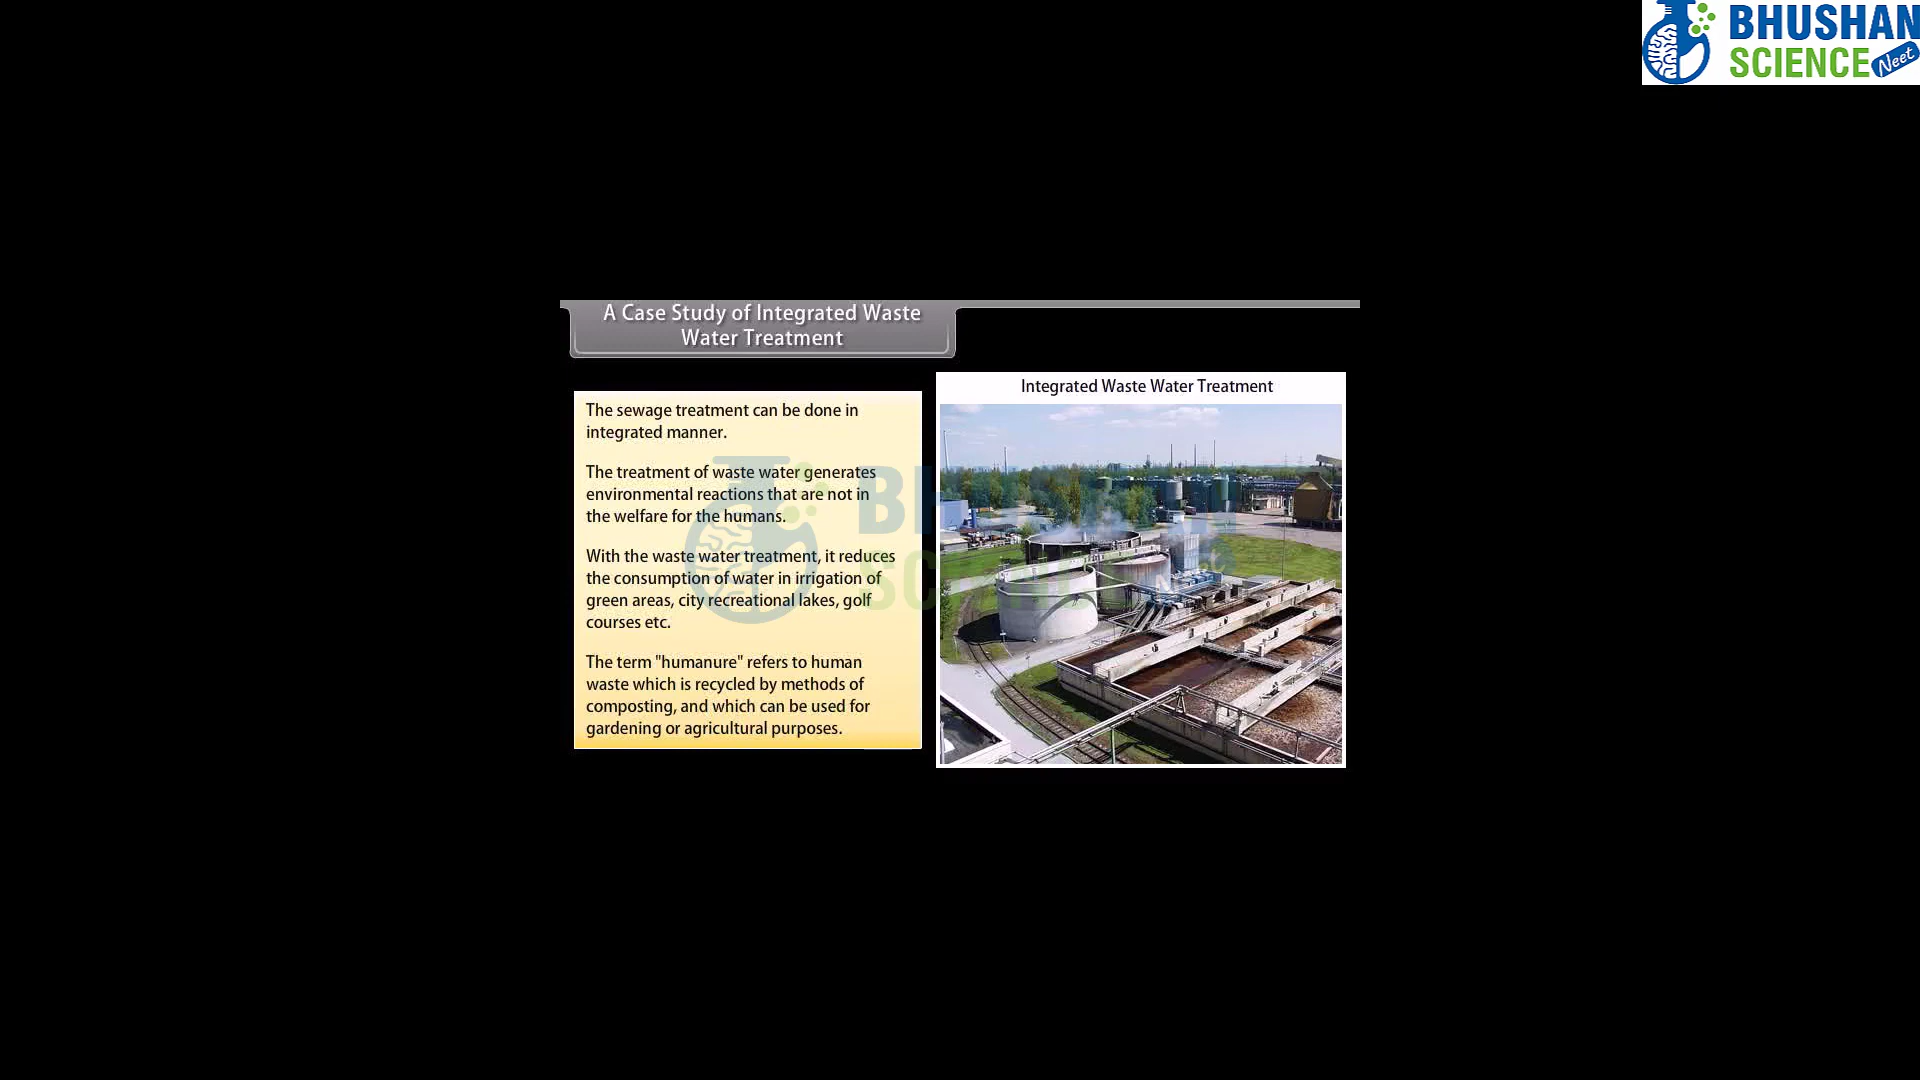 BHUSHAN
SCIENCE Neet
A Case Study of Integrated Waste
Water Treatment
Integrated Waste Water Treatment
The sewage treatment can be done in
integrated manner.
The treatment of waste water generates
environmental reactions that are not in
the welfare for the humans.
With the waste water treatment, it reduces
the consumption of water in irrigation of
green areas, city recreational lakes, golf
courses etc.
The term "humanure" refers to human
waste which is recycled by methods of
composting, and which can be used for
gardening or agricultural purposes.